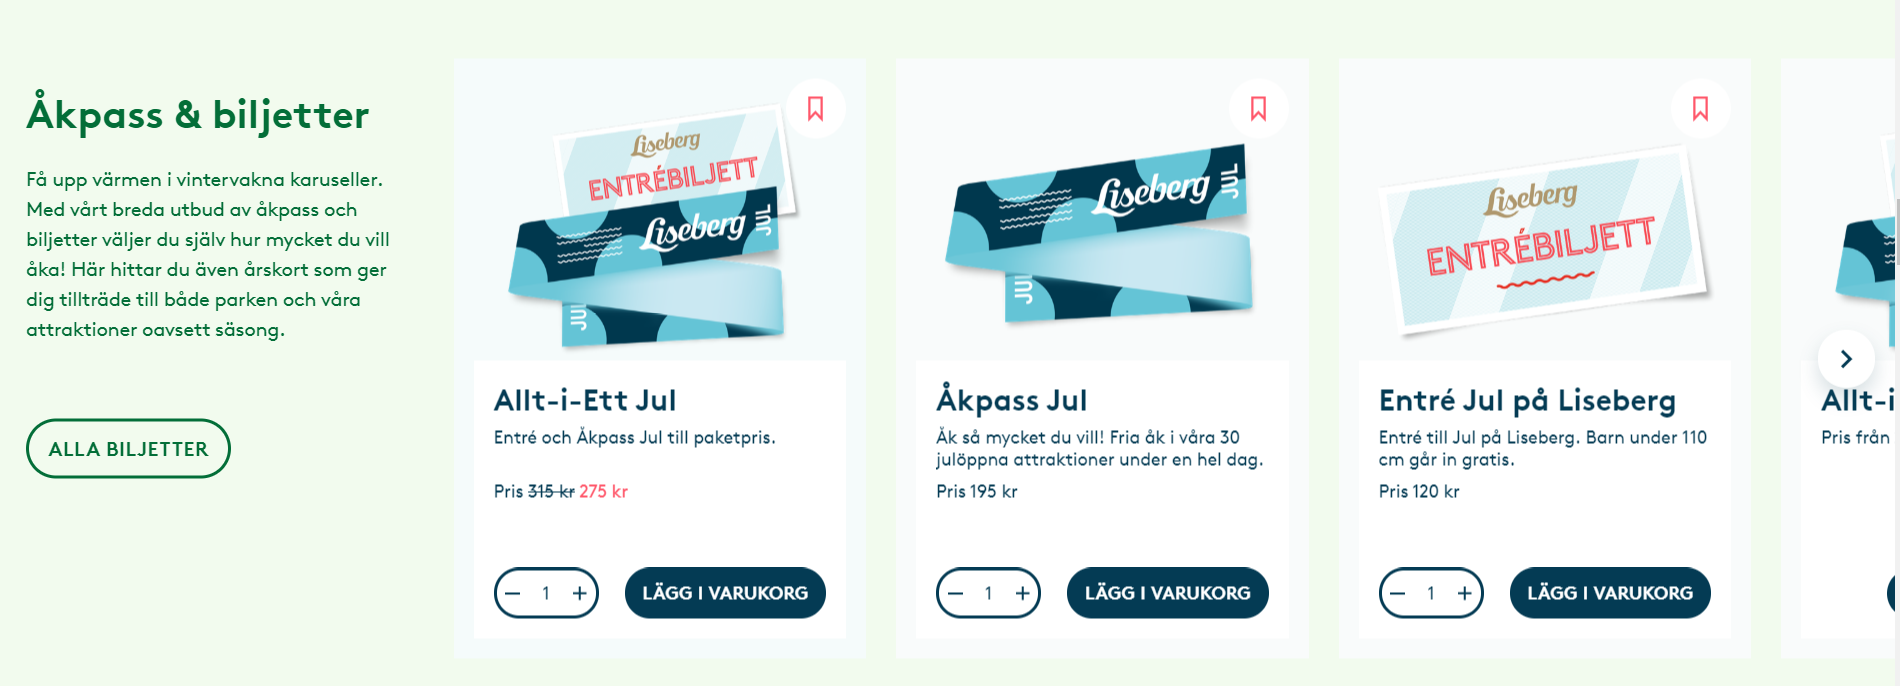 Åkpass & biljetter
Få upp värmen i vintervakna karuseller.
Med vårt breda utbud av åkpass och
biljetter väljer du själv hur mycket du vill
åka! Här hittar du även årskort som ger
dig tillträde till både parken och våra
attraktioner oavsett säsong.
ALLA BILJETTER
Liseberg
ENTRÉBILJETT
Liseberg JUL
JUL
Allt-i-Ett Jul
Entré och Åkpass Jul till paketpris.
Pris 315 kr 275 kr
1
LÄGG I VARUKORG
Liseberg JUL
JUL
Åkpass Jul
Åk så mycket du vill! Fria åk i våra 30
julöppna attraktioner under en hel dag.
Pris 195 kr
1
LÄGG I VARUKORG
Liseberg
ENTRÉBILJETT
Entré Jul på Liseberg
Entré till Jul på Liseberg. Barn under 110
cm går in gratis.
Pris 120 kr
1
LÄGG I VARUKORG
Allt-i
Pris från